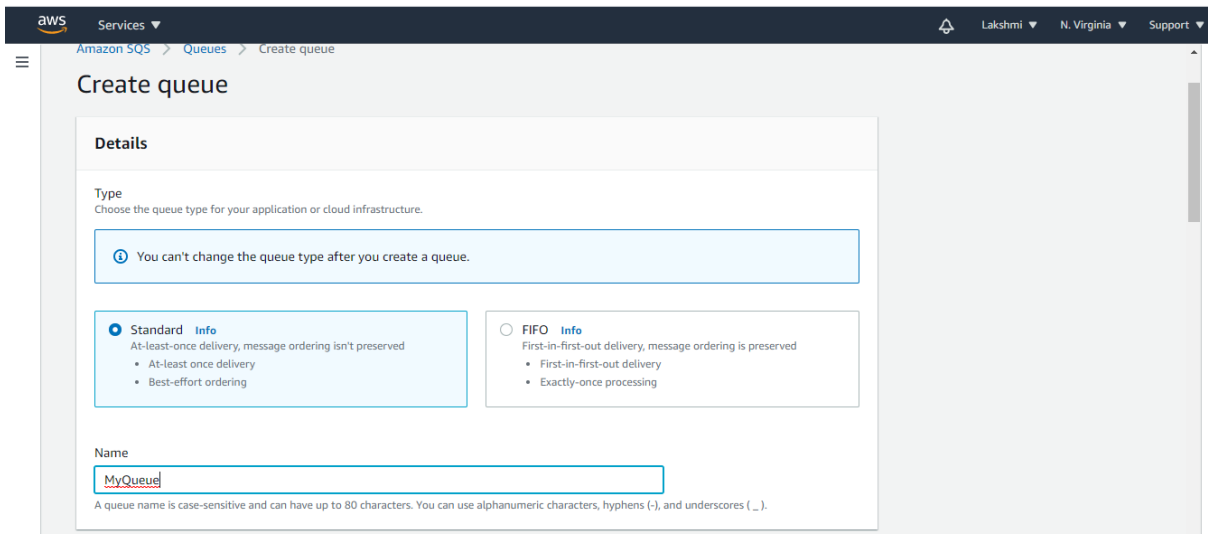 aws Services ▼ Lakshmi ▼ N. Virginia ▼ Support ▼
Amazon SQS > Queues > Create queue
Create queue
Details
Type
Choose the queue type for your application or cloud infrastructure.
You can't change the queue type after you create a queue.
Standard Info
At-least-once delivery, message ordering isn't preserved
• At-least once delivery
• Best-effort ordering
FIFO Info
First-in-first-out delivery, message ordering is preserved
• First-in-first-out delivery
• Exactly-once processing
Name
MyQueue
A queue name is case-sensitive and can have up to 80 characters. You can use alphanumeric characters, hyphens (-), and underscores ( _ ).